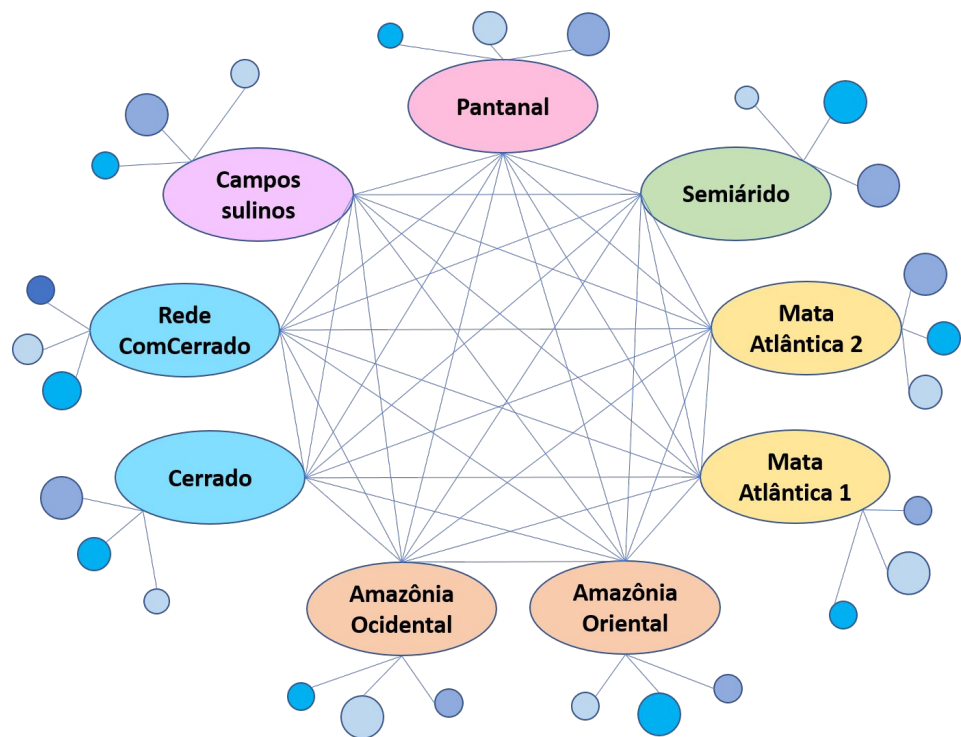 Pantanal
Campos
sulinos
Semiárido
Rede
ComCerrado
Mata
Atlântica 2
Cerrado
Mata
Atlântica 1
Amazônia
Ocidental
Amazônia
Oriental